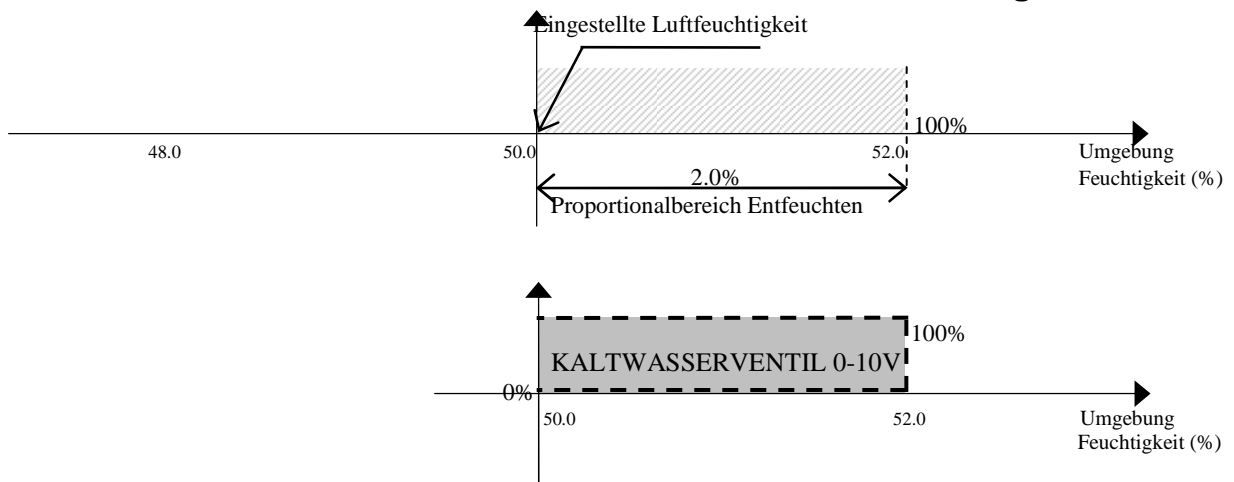 Eingestellte Luftfeuchtigkeit
100%
48.0
50.0
52.0
Umgebung
Feuchtigkeit (%)
2.0%
Proportionalbereich Entfeuchten
100%
KALTWASSERVENTIL 0-10V
0%
50.0
52.0
Umgebung
Feuchtigkeit (%)